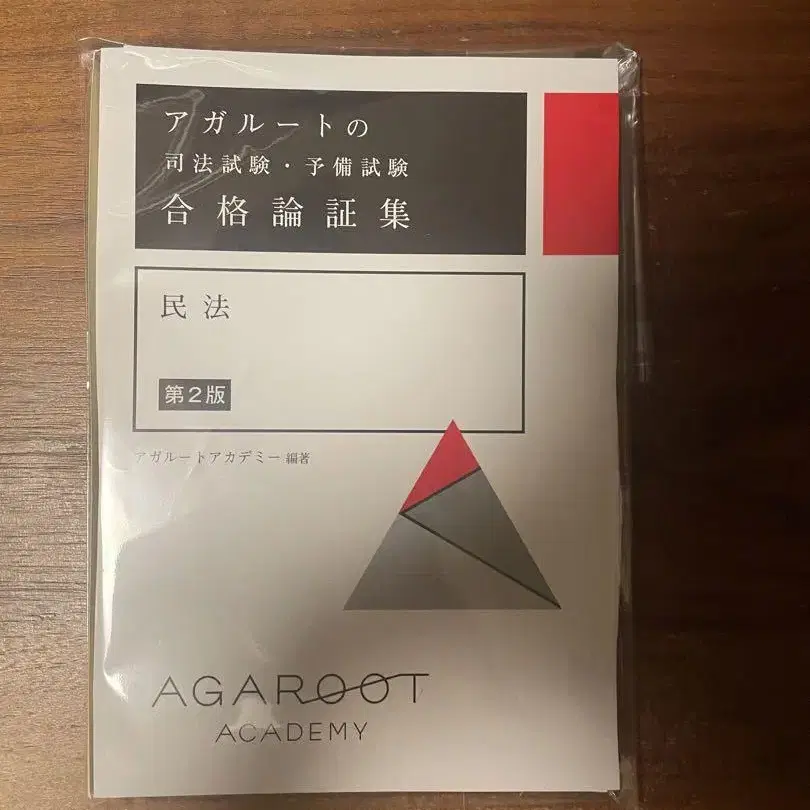 アガルートの
司法試験・予備試験
合格論証集
民法
第2版
アガルートアカデミー 編著
AGAROOT
ACADEMY